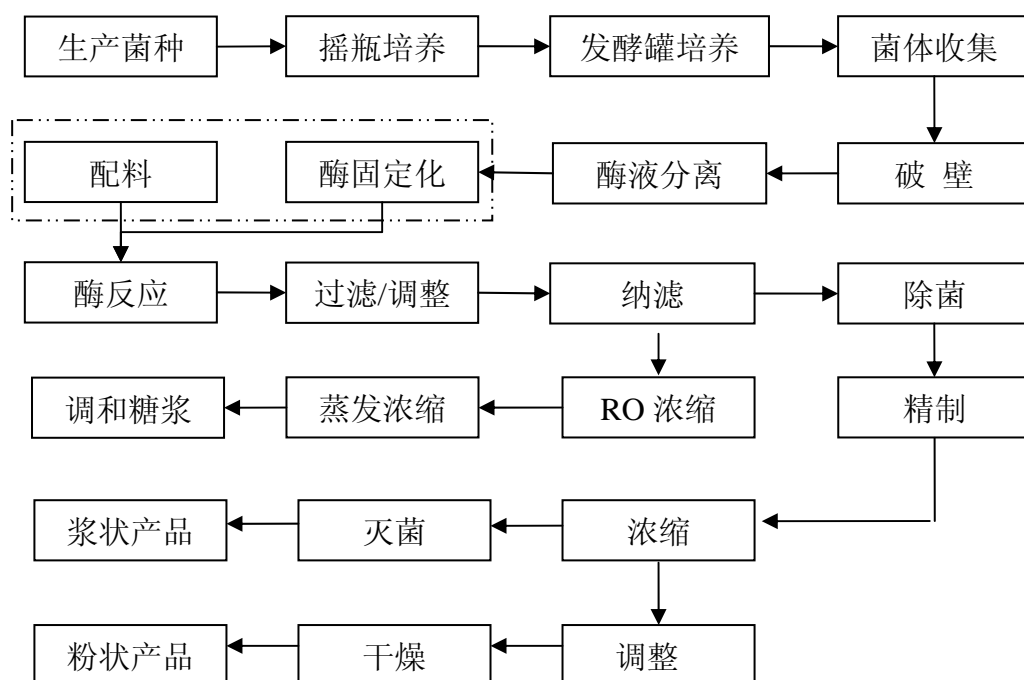 生产菌种 摇瓶培养 发酵罐培养 菌体收集
配料 酶固定化 酶液分离 破 壁
酶反应 过滤/调整 纳滤 除菌
调和糖浆 蒸发浓缩 RO 浓缩 精制
浆状产品 灭菌 浓缩
粉状产品 干燥 调整